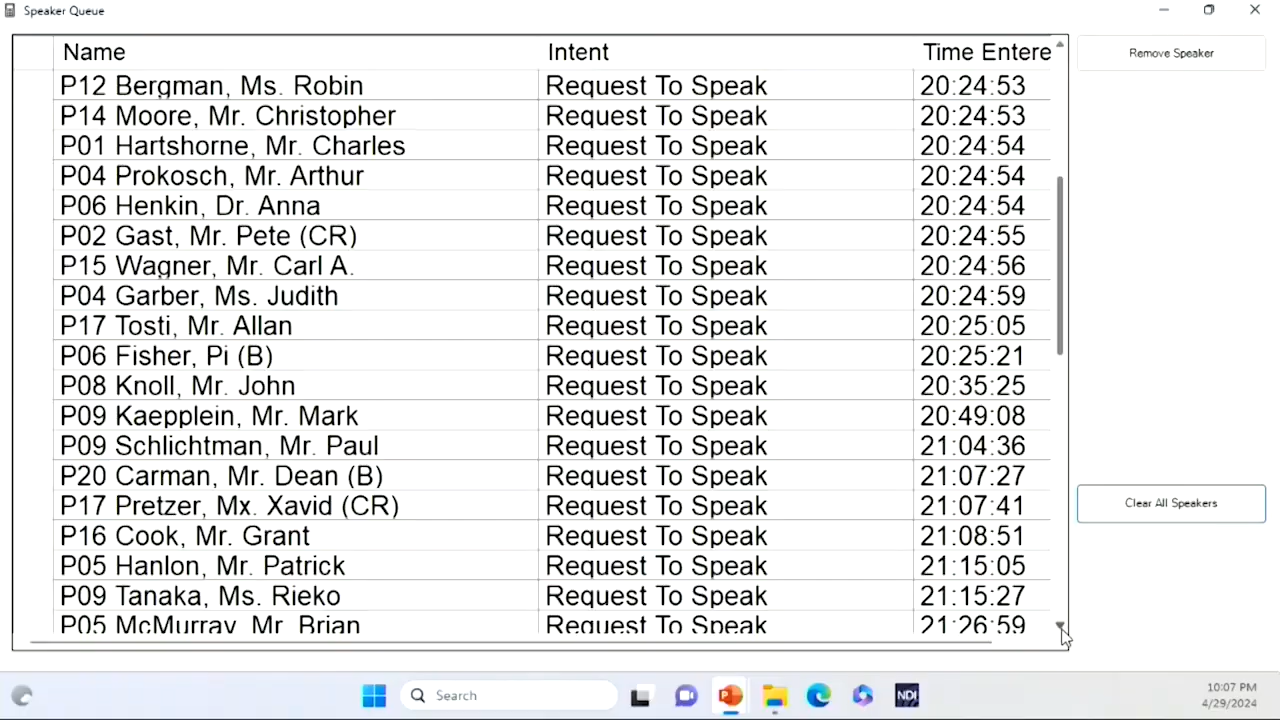 Speaker Queue
Name Intent Time Entere
Remove Speaker
P12 Bergman, Ms. Robin Request To Speak 20:24:53
P14 Moore, Mr. Christopher Request To Speak 20:24:53
P01 Hartshorne, Mr. Charles Request To Speak 20:24:54
P04 Prokosch, Mr. Arthur Request To Speak 20:24:54
P06 Henkin, Dr. Anna Request To Speak 20:24:54
P02 Gast, Mr. Pete (CR) Request To Speak 20:24:55
P15 Wagner, Mr. Carl A. Request To Speak 20:24:56
P04 Garber, Ms. Judith Request To Speak 20:24:59
P17 Tosti, Mr. Allan Request To Speak 20:25:05
P06 Fisher, Pi (B) Request To Speak 20:25:21
P08 Knoll, Mr. John Request To Speak 20:35:25
P09 Kaepplein, Mr. Mark Request To Speak 20:49:08
P09 Schlichtman, Mr. Paul Request To Speak 21:04:36
P20 Carman, Mr. Dean (B) Request To Speak 21:07:27
P17 Pretzer, Mx. Xavid (CR) Request To Speak 21:07:41
Clear All Speakers
P16 Cook, Mr. Grant Request To Speak 21:08:51
P05 Hanlon, Mr. Patrick Request To Speak 21:15:05
P09 Tanaka, Ms. Rieko Request To Speak 21:15:27
P05 McMurray, Mr. Brian Request To Speak 21:26:59
Search
NDI
10:07 PM
4/29/2024